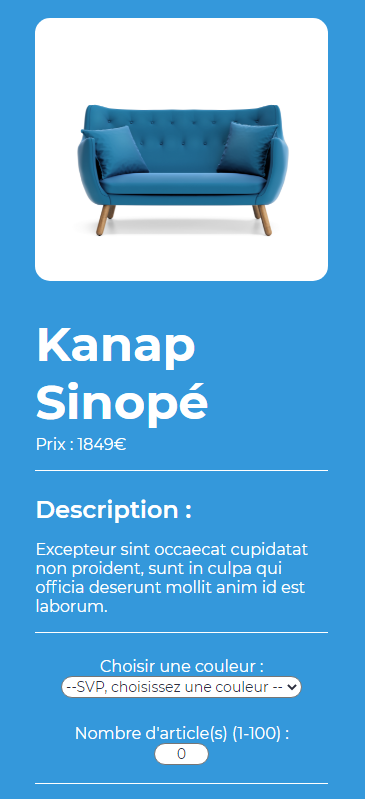 Kanap
Sinopé
Prix : 1849€
Description :
Excepteur sint occaecat cupidatat
non proident, sunt in culpa qui
officia deserunt mollit anim id est
laborum.
Choisir une couleur :
--SVP, choisissez une couleur --
Nombre d'article(s) (1-100) :
0